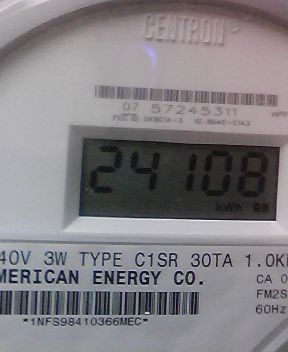 CENTRON®
07 57245311
24108
kWh
40V 3W TYPE C1SR 30TA 1.0K
MERICAN ENERGY CO.
CA 0
FM2S
60Hz
*1NFS98410366MEC*